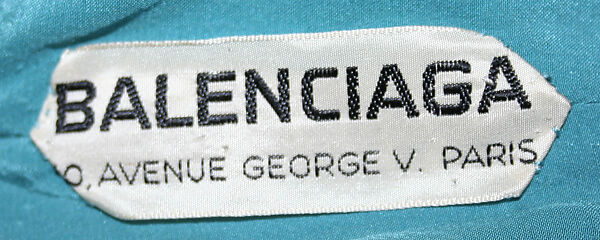 BALENCIAGA
0, AVENUE GEORGE V. PARIS